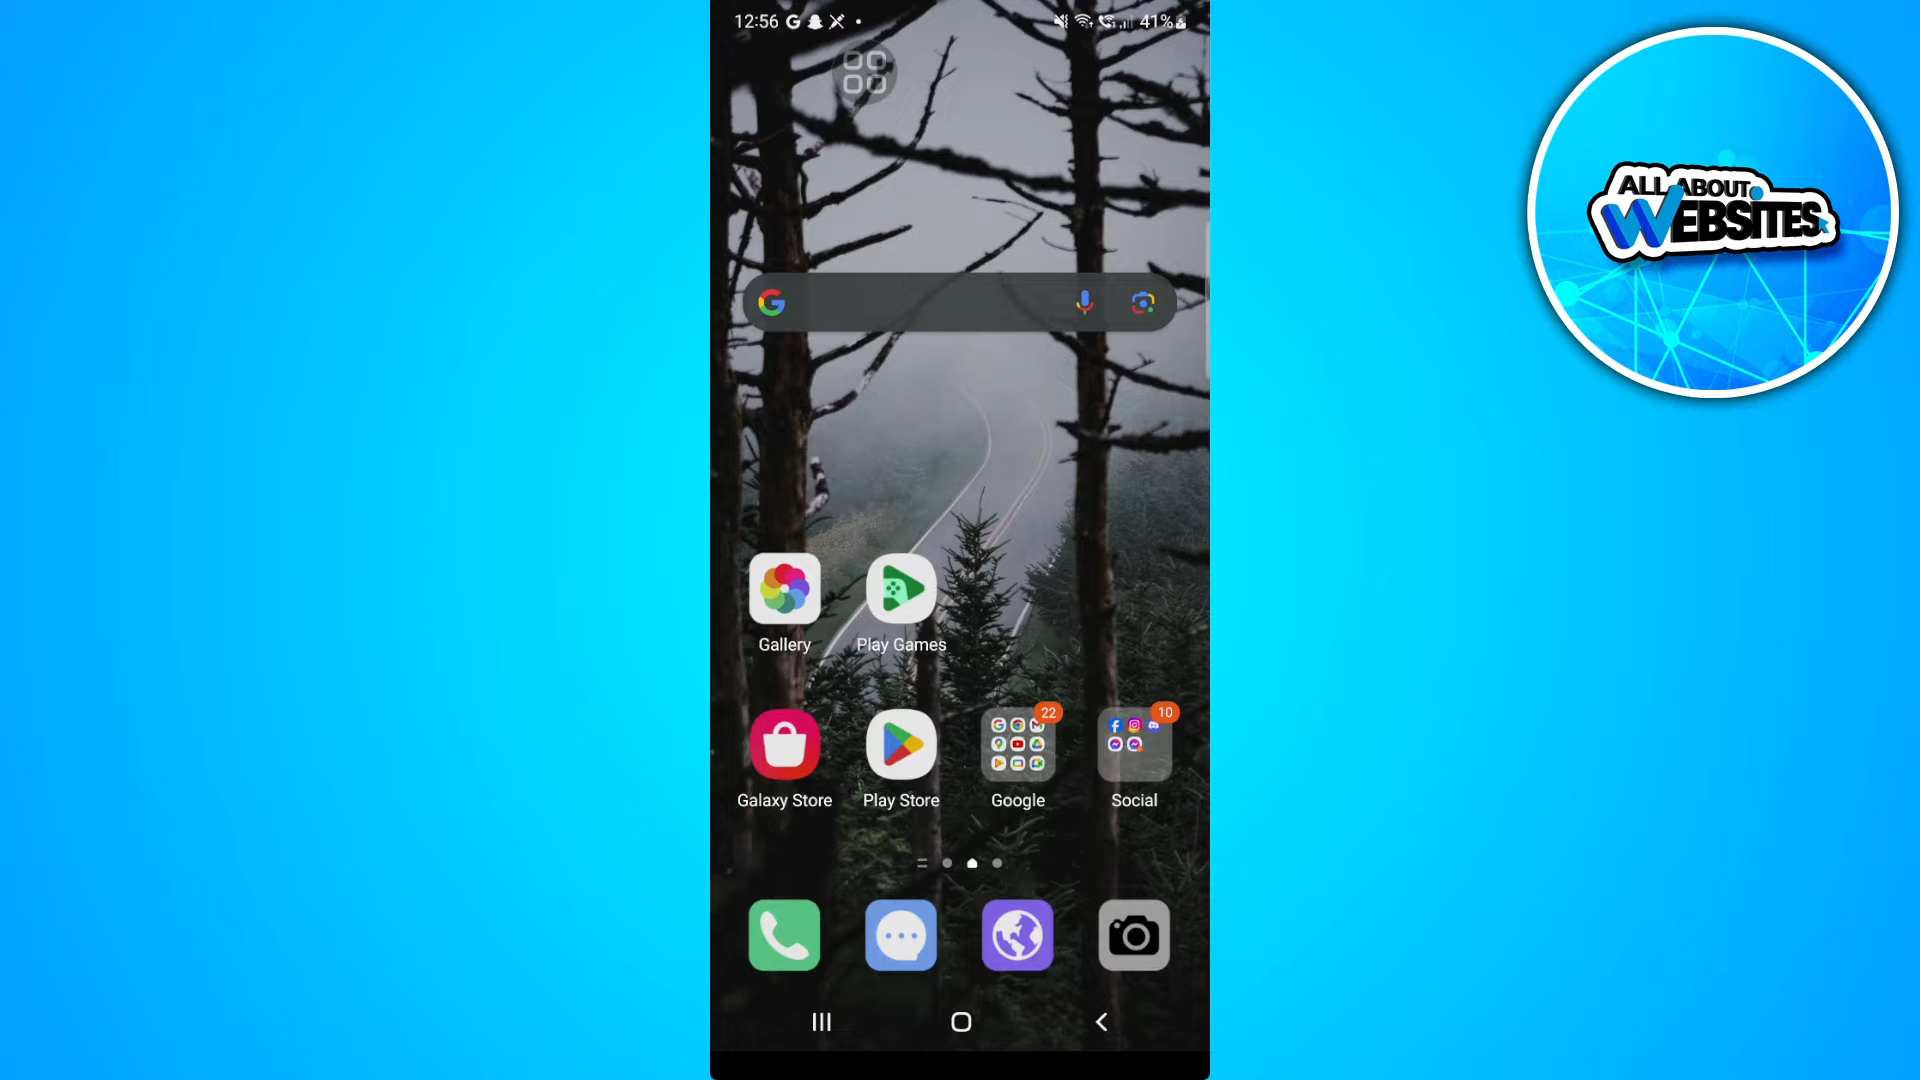 12:56
41%
ALL ABOUT
WEBSITES
Gallery
Play Games
22
10
Galaxy Store
Play Store
Google
Social